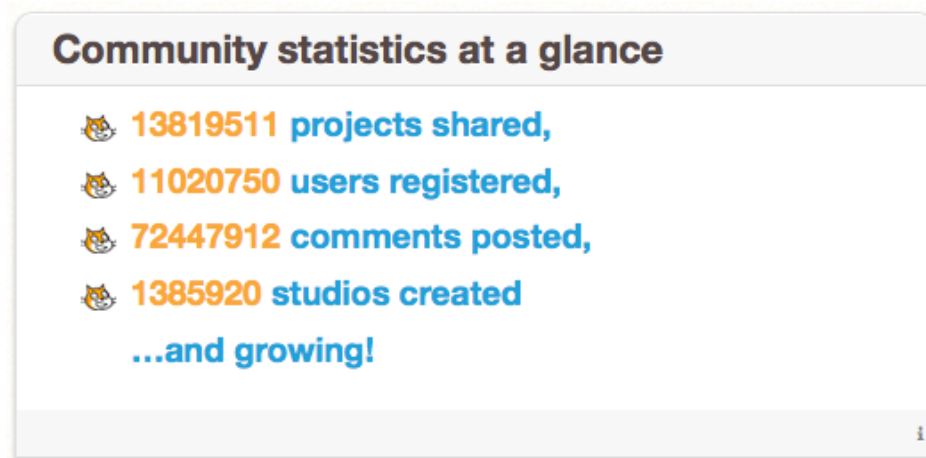 Community statistics at a glance
13819511 projects shared,
11020750 users registered,
72447912 comments posted,
1385920 studios created
...and growing!
i